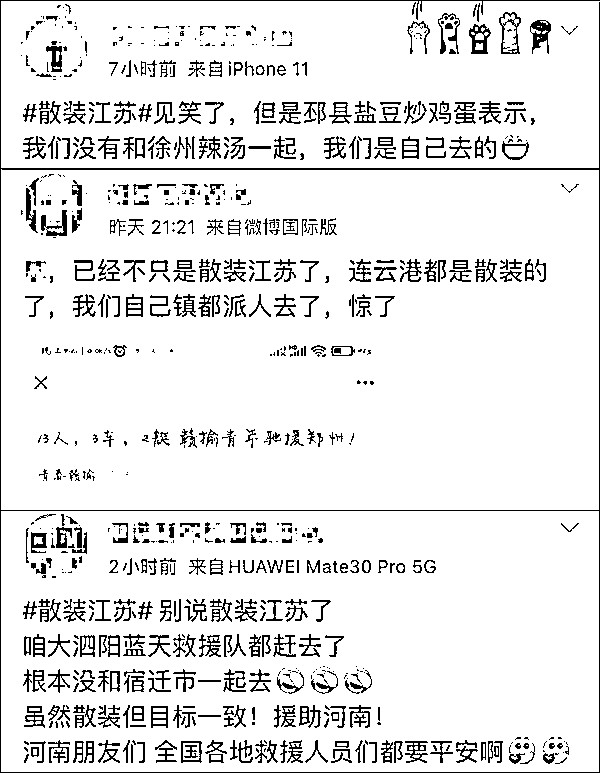 7小时前 来自iPhone 11
#散装江苏#见笑了，但是邳县盐豆炒鸡蛋表示，
我们没有和徐州辣汤一起，我们是自己去的
昨天 21:21 来自微博国际版
，已经不只是散装江苏了，连云港都是散装的
了，我们自己镇都派人去了，惊了
13人，3车，2艇 赣榆青年驰援郑州！
青春赣榆
2小时前 来自HUAWEI Mate30 Pro 5G
#散装江苏# 别说散装江苏了
咱大泗阳蓝天救援队都赶去了
根本没和宿迁市一起去
虽然散装但目标一致！援助河南！
河南朋友们 全国各地救援人员们都要平安啊